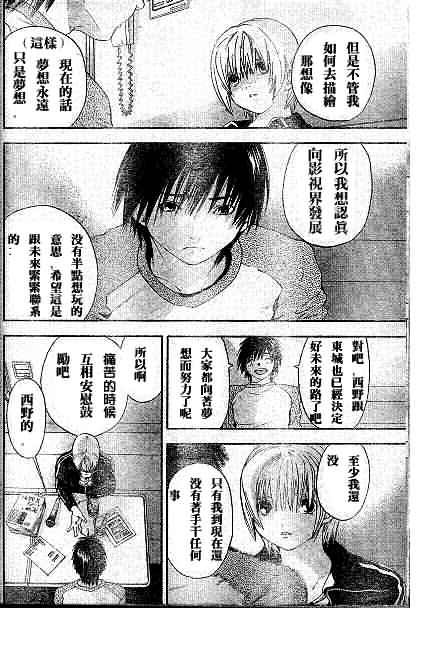 但是不管我
如何去描繪
那想像
（這樣）
現在的話
夢想永遠
只是夢想．
所以我想認真
向影視界發展
没有半點想玩的
意思．希望這是
跟未來緊緊聯系
的．
對吧．西野跟
東城也已經決定
好未來的路了吧
大家都向著夢
想而努力了呢
至少我還
没
只有我到現在還
没有著手干任何
事
所以啊
痛苦的時候
互相安慰鼓
勵吧
西野的．